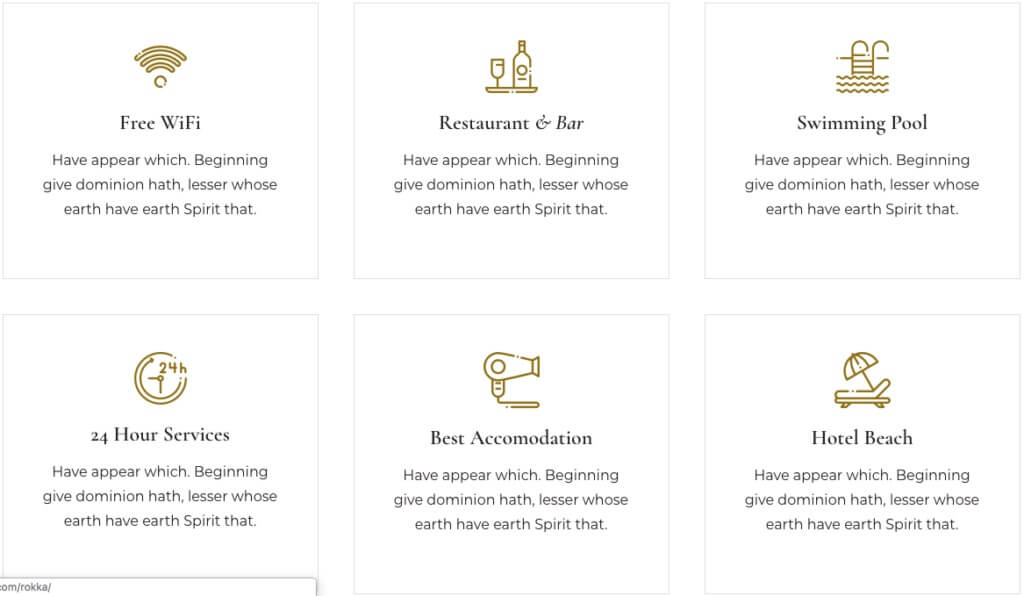 Free WiFi
Have appear which. Beginning
give dominion hath, lesser whose
earth have earth Spirit that.
Restaurant & Bar
Have appear which. Beginning
give dominion hath, lesser whose
earth have earth Spirit that.
Swimming Pool
Have appear which. Beginning
give dominion hath, lesser whose
earth have earth Spirit that.
24h
24 Hour Services
Have appear which. Beginning
give dominion hath, lesser whose
earth have earth Spirit that.
Best Accomodation
Have appear which. Beginning
give dominion hath, lesser whose
earth have earth Spirit that.
Hotel Beach
Have appear which. Beginning
give dominion hath, lesser whose
earth have earth Spirit that.
com/rokka/